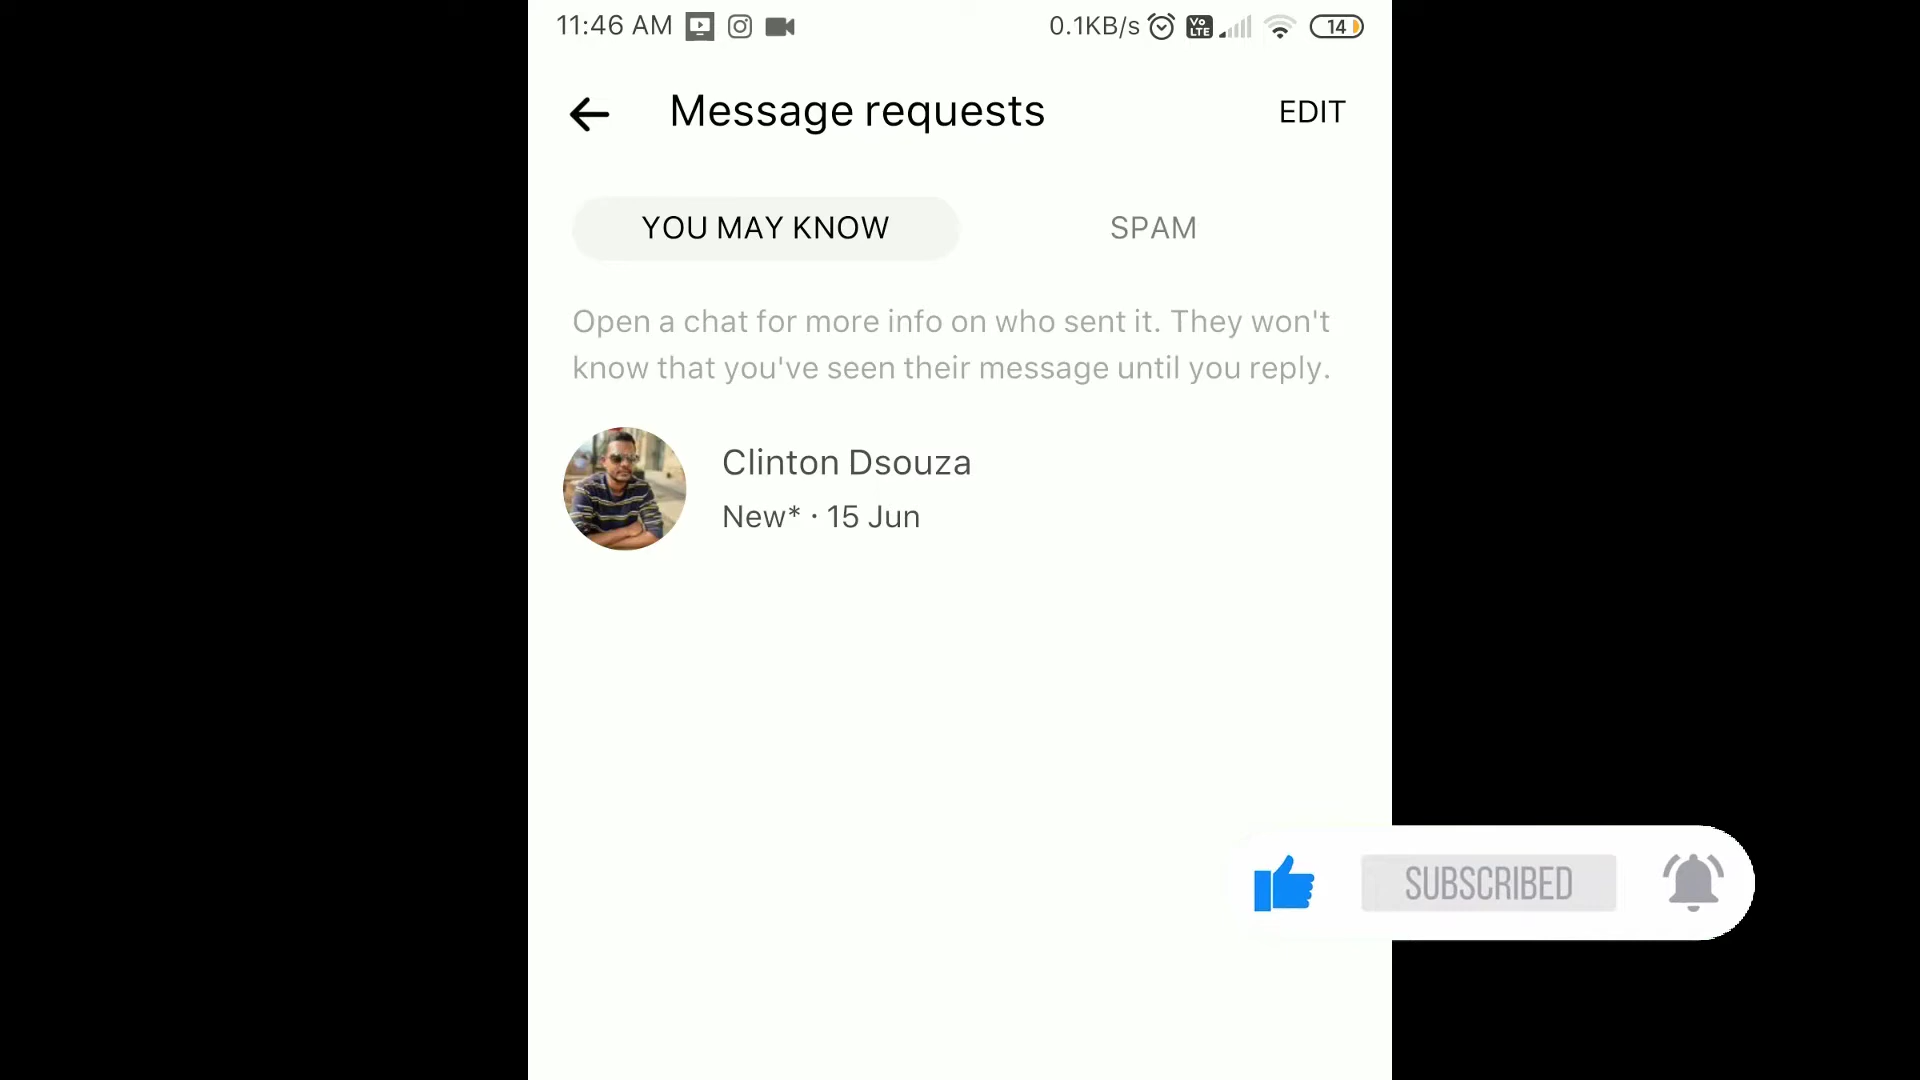 11:46 AM 0.1KB/s Vo LTE 14
Message requests EDIT
YOU MAY KNOW SPAM
Open a chat for more info on who sent it. They won't
know that you've seen their message until you reply.
Clinton Dsouza
New* · 15 Jun
SUBSCRIBED